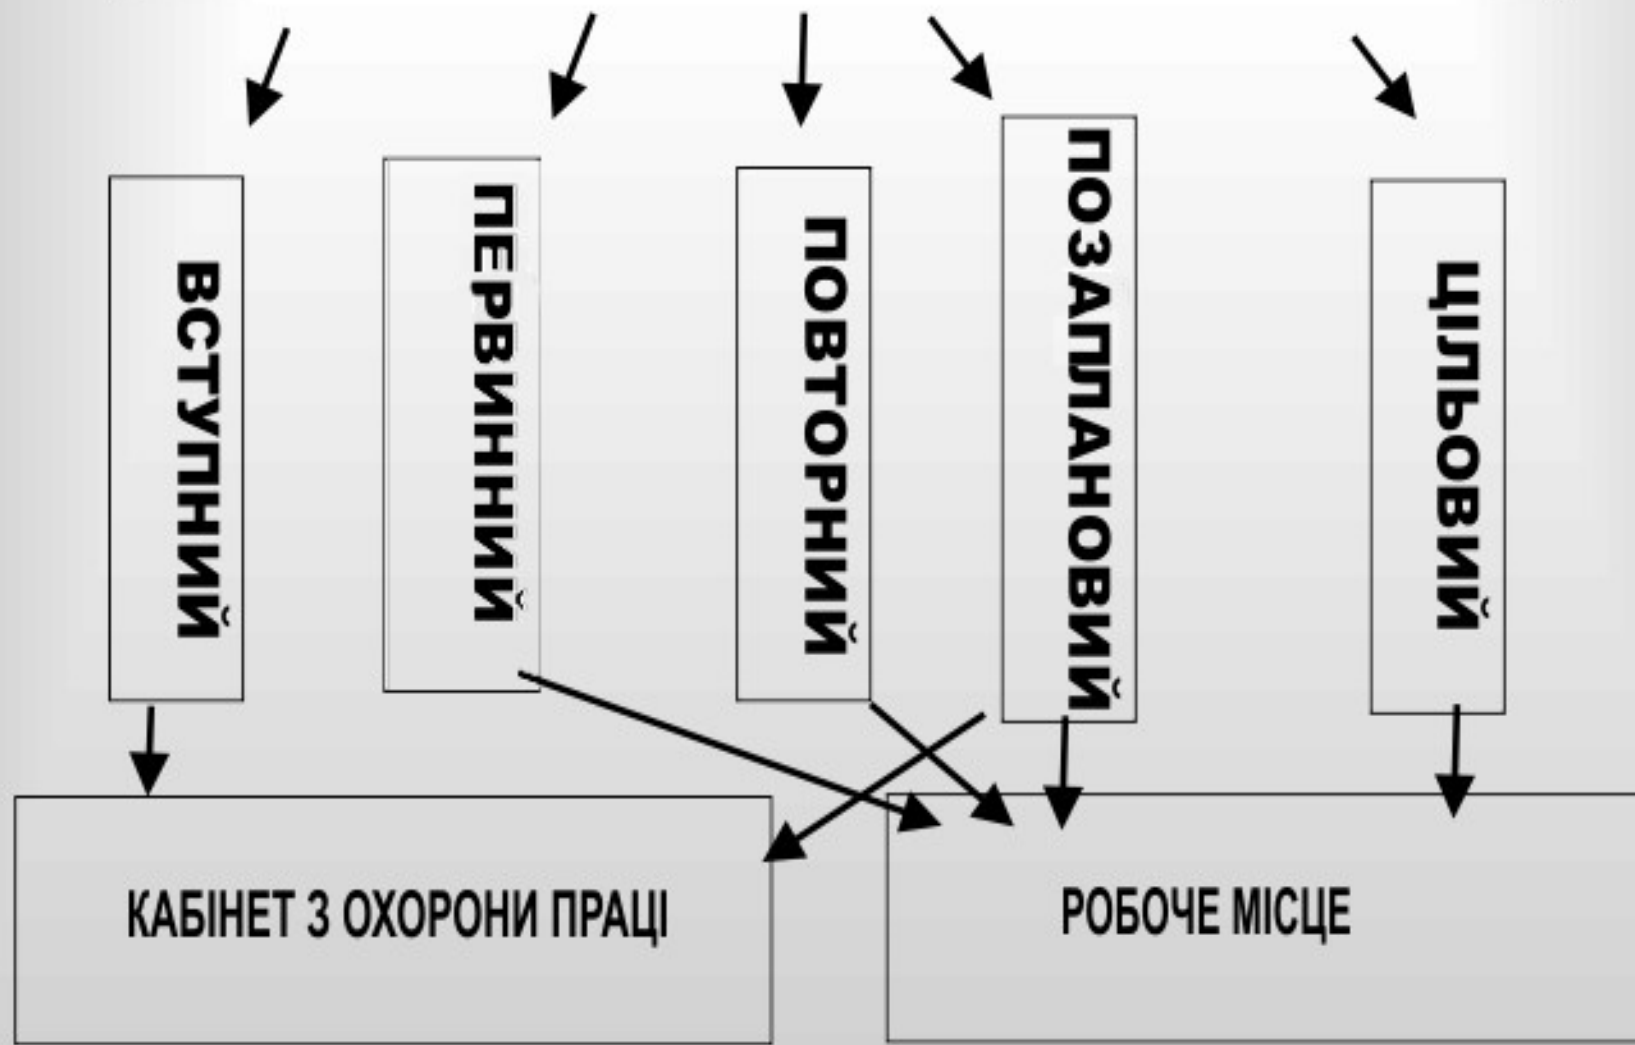 ВСТУПНИЙ
ПЕРВИННИЙ
ПОВТОРНИЙ
ПОЗАПЛАНОВИЙ
ЦІЛЬОВИЙ
КАБІНЕТ З ОХОРОНИ ПРАЦІ
РОБОЧЕ МІСЦЕ